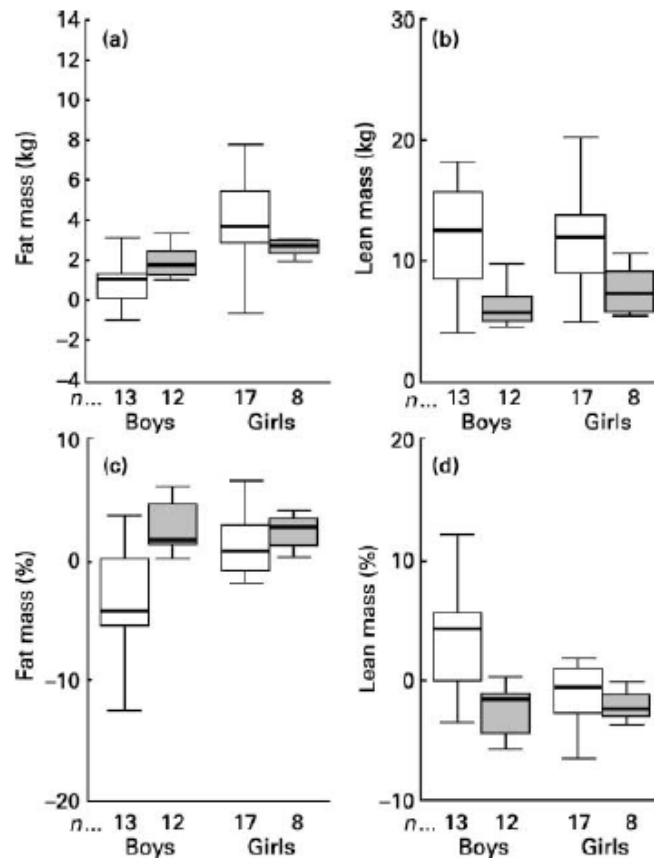 (a)
Fat mass (kg)
14
12
10
8
6
4
2
0
−2
−4
n... 13 12 17 8
Boys Girls
(b)
Lean mass (kg)
30
20
10
0
n... 13 12 17 8
Boys Girls
(c)
Fat mass (%)
10
0
−10
−20
n... 13 12 17 8
Boys Girls
(d)
Lean mass (%)
20
10
0
−10
n... 13 12 17 8
Boys Girls